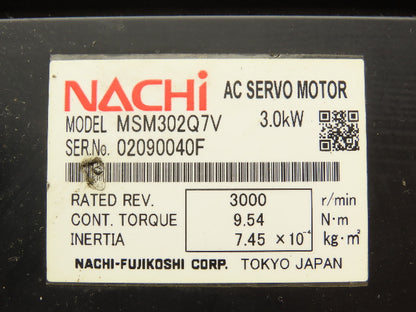 NACHi AC SERVO MOTOR
MODEL MSM302Q7V 3.0kW
SER.No. 02090040F
RATED REV. 3000 r/min
CONT. TORQUE 9.54 N·m
INERTIA 7.45 ×10⁻⁴ kg·m²
NACHI-FUJIKOSHI CORP. TOKYO JAPAN